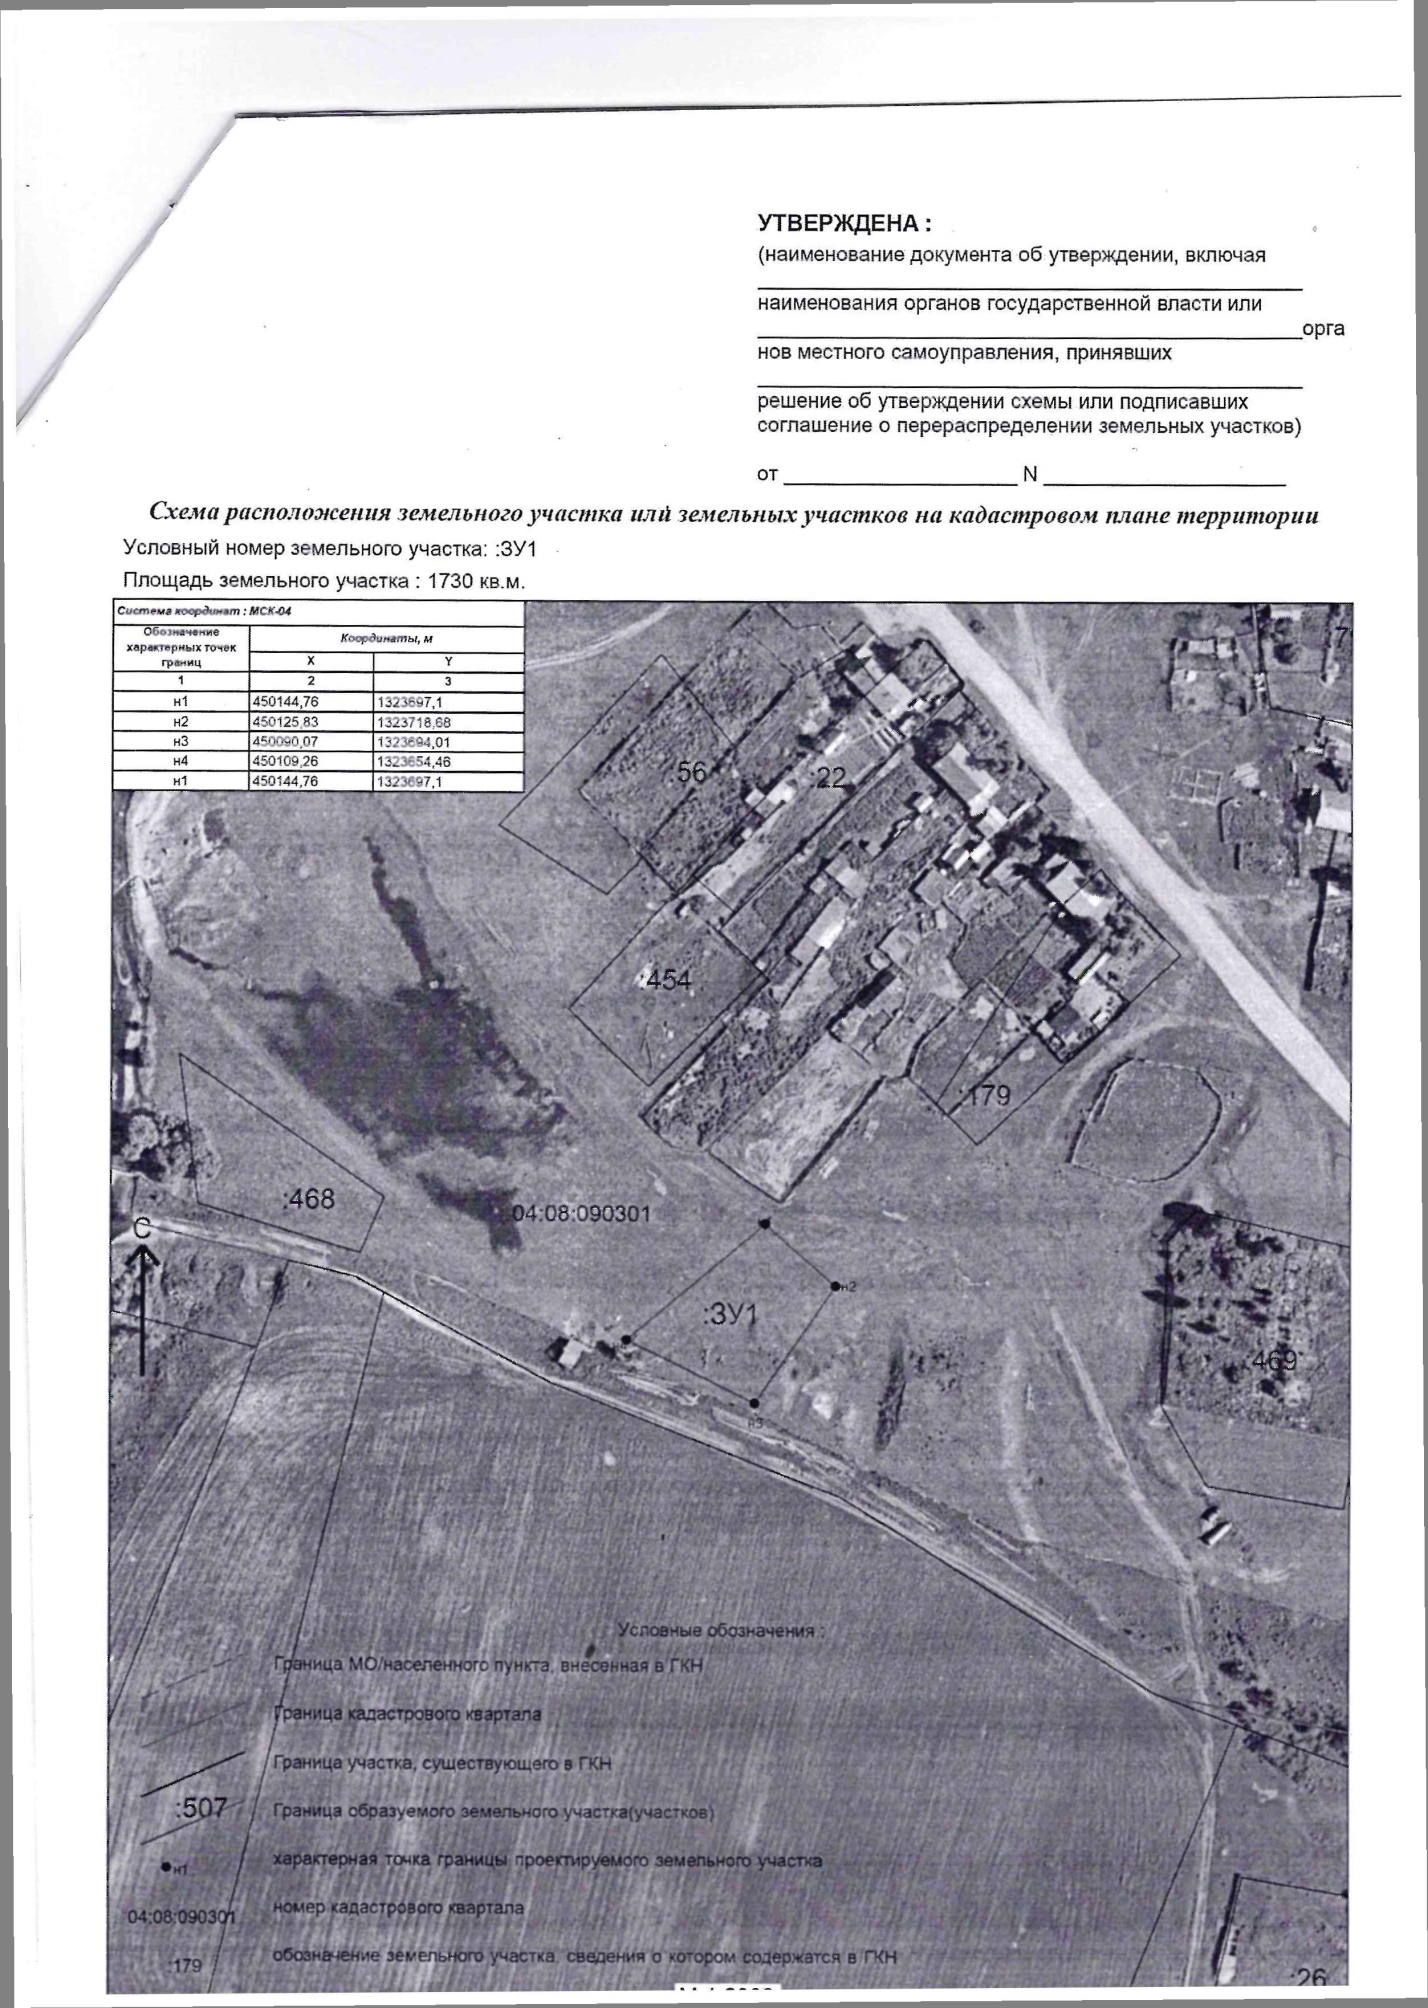 УТВЕРЖДЕНА :
(наименование документа об утверждении, включая
наименования органов государственной власти или
орга
нов местного самоуправления, принявших
решение об утверждении схемы или подписавших
соглашение о перераспределении земельных участков)
от ____________________ N ____________________
Схема расположения земельного участка или земельных участков на кадастровом плане территории
Условный номер земельного участка: :ЗУ1
Площадь земельного участка : 1730 кв.м.
Система координат : МСК-04
Обозначение характерных точек границ
Координаты, м
X Y
1 2 3
н1 450144,76 1323697,1
н2 450125,83 1323718,68
н3 450090,07 1323694,01
н4 450109,26 1323654,46
н1 450144,76 1323697,1
56
:22
:454
:179
:468
04:08:090301
С
н2
:ЗУ1
:469
н3
Условные обозначения :
Граница МО/населенного пункта, внесенная в ГКН
Граница кадастрового квартала
Граница участка, существующего в ГКН
:507
Граница образуемого земельного участка(участков)
н1
характерная точка границы проектируемого земельного участка
04:08:090301
номер кадастрового квартала
:179
обозначение земельного участка, сведения о котором содержатся в ГКН
:26